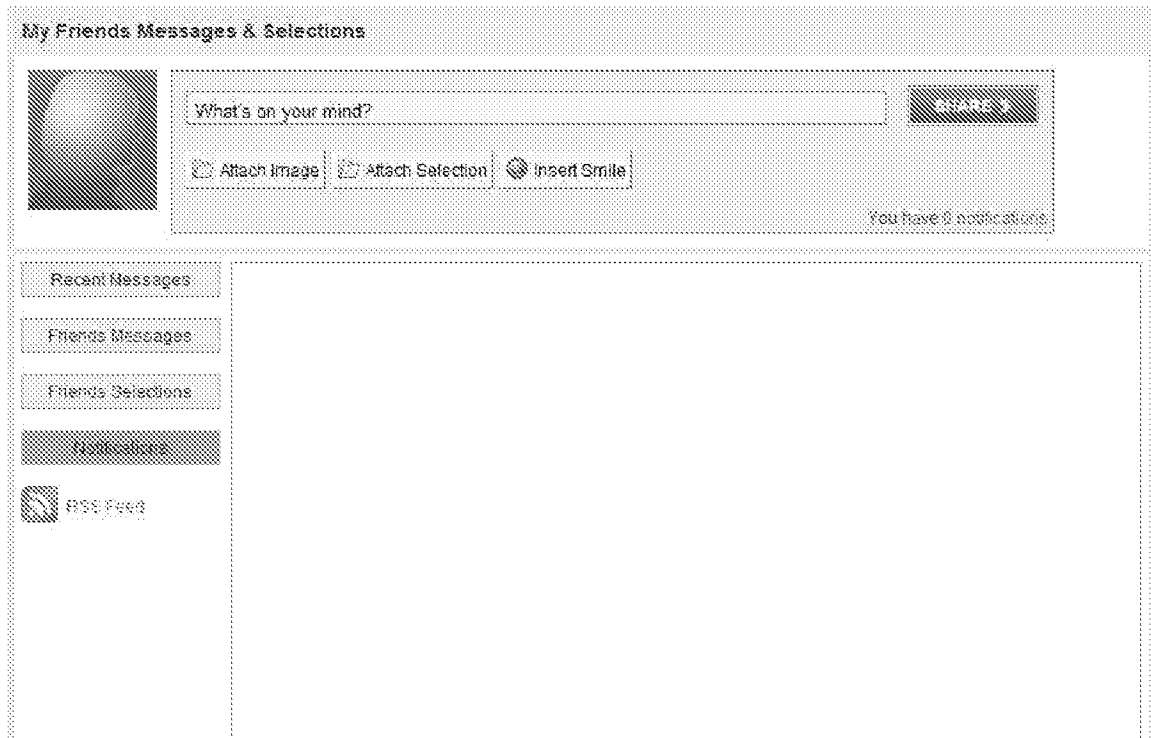 My Friends Messages & Selections
What's on your mind?
SHARE
Attach Image Attach Selection Insert Smile
You have 0 notifications
Recent Messages
Friends Messages
Friends Selections
Notifications
RSS Feed